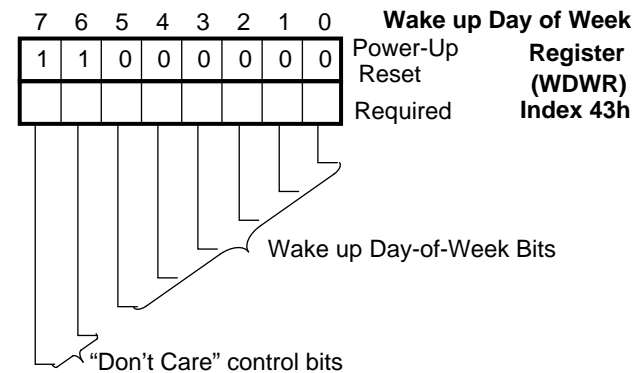 7 6 5 4 3 2 1 0
Wake up Day of Week
Register
(WDWR)
Index 43h
1 1 0 0 0 0 0 0
Power-Up
Reset
Required
Wake up Day-of-Week Bits
“Don’t Care” control bits